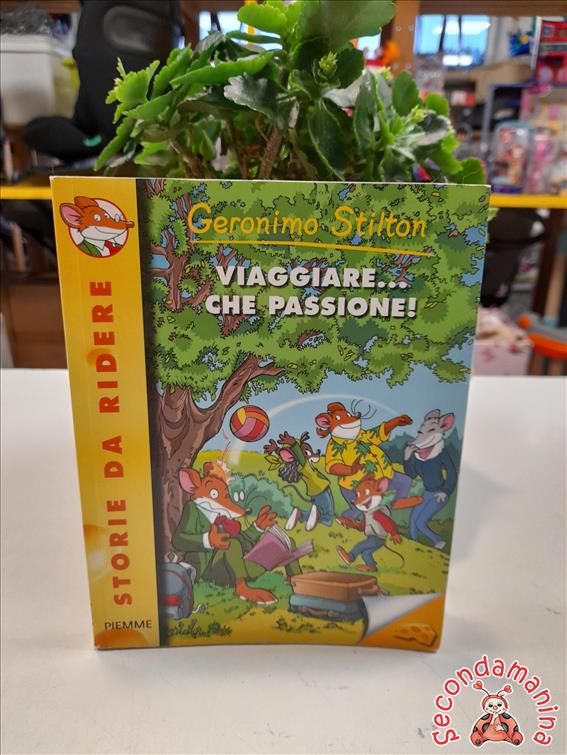 Geronimo Stilton
VIAGGIARE...
CHE PASSIONE!
STORIE DA RIDERE
PIEMME
Secondamanina